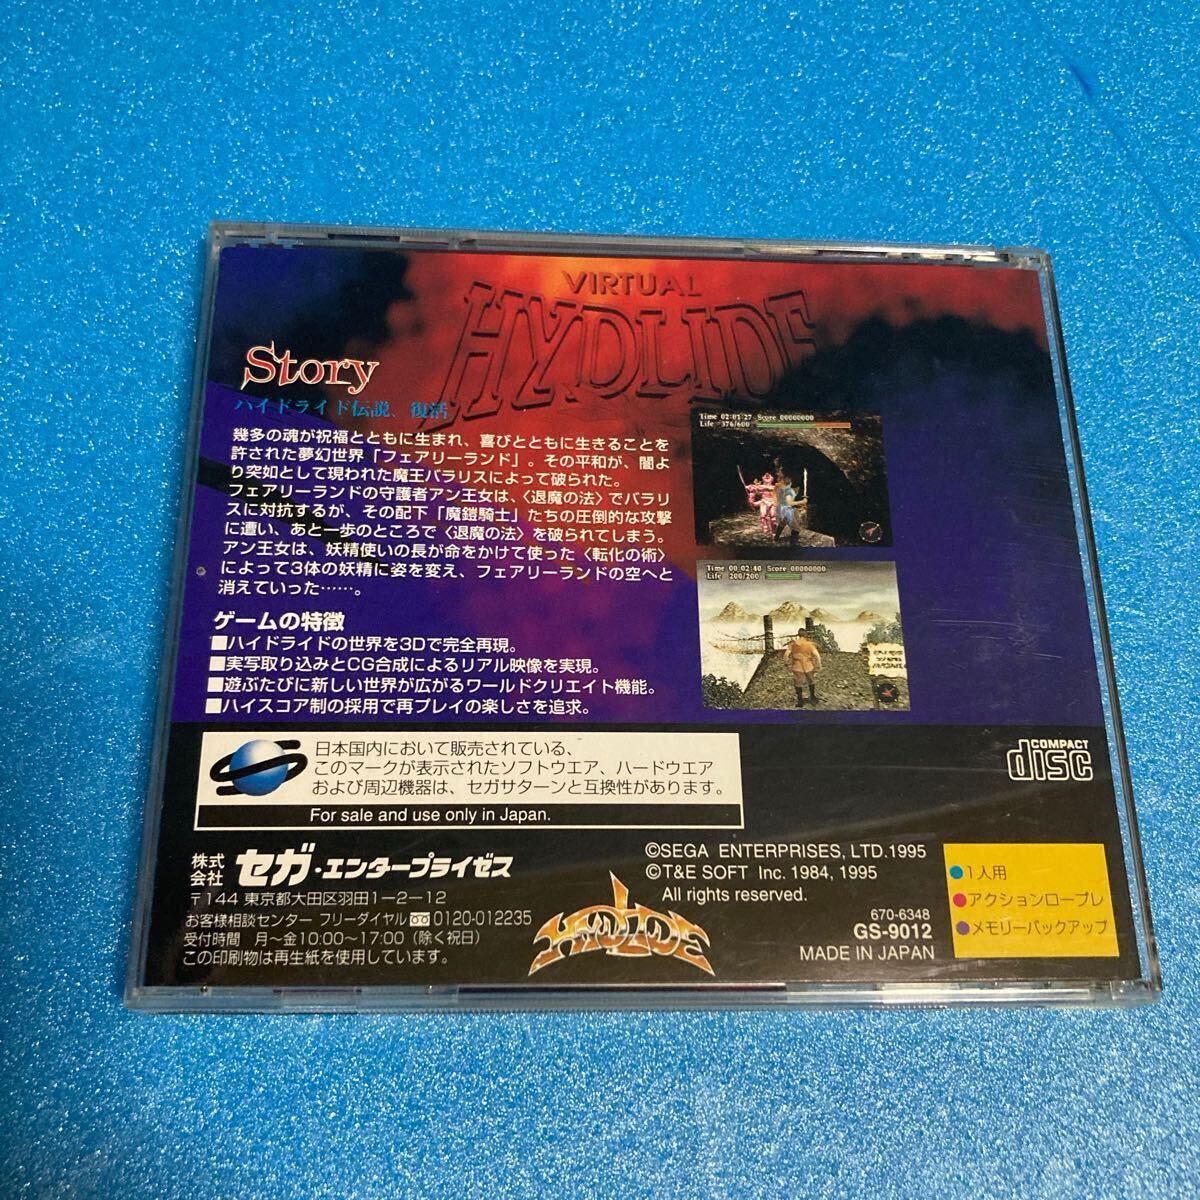 VIRTUAL
HYDLIDE
Story
ハイドライド伝説、復活
幾多の魂が祝福とともに生まれ、喜びとともに生きることを
許された夢幻世界「フェアリーランド」。その平和が、闇よ
り突如として現われた魔王バラリスによって破られた。
フェアリーランドの守護者アン王女は、〈退魔の法〉でバラリ
スに対抗するが、その配下「魔鎧騎士」たちの圧倒的な攻撃
に遭い、あと一歩のところで〈退魔の法〉を破られてしまう。
アン王女は、妖精使いの長が命をかけて使った〈転化の術〉
によって3体の妖精に姿を変え、フェアリーランドの空へと
消えていった……。
Time 02:01:27 Score 00000000
Life 376/600
Time 00:02:40 Score 00000000
Life 200/200
ゲームの特徴
■ハイドライドの世界を3Dで完全再現。
■実写取り込みとCG合成によるリアル映像を実現。
■遊ぶたびに新しい世界が広がるワールドクリエイト機能。
■ハイスコア制の採用で再プレイの楽しさを追求。
日本国内において販売されている、
このマークが表示されたソフトウエア、ハードウエア
および周辺機器は、セガサターンと互換性があります。
For sale and use only in Japan.
COMPACT
disc
株式会社 セガ・エンタープライゼス
〒144 東京都大田区羽田1-2-12
お客様相談センター フリーダイヤル 0120-012235
受付時間 月〜金10:00〜17:00(除く祝日)
この印刷物は再生紙を使用しています。
HYDLIDE
©SEGA ENTERPRISES, LTD.1995
©T&E SOFT Inc. 1984, 1995
All rights reserved.
670-6348
GS-9012
MADE IN JAPAN
●1人用
●アクションロープレ
●メモリーバックアップ